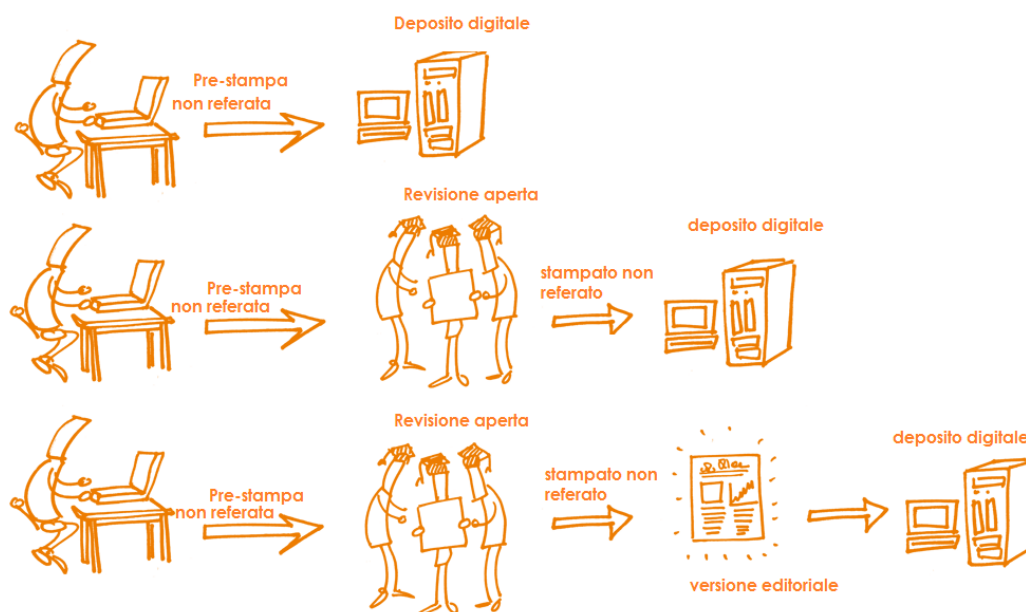 Deposito digitale
Pre-stampa
non referata
Revisione aperta
deposito digitale
Pre-stampa
non referata
stampato non
referato
Revisione aperta
deposito digitale
Pre-stampa
non referata
stampato non
referato
versione editoriale